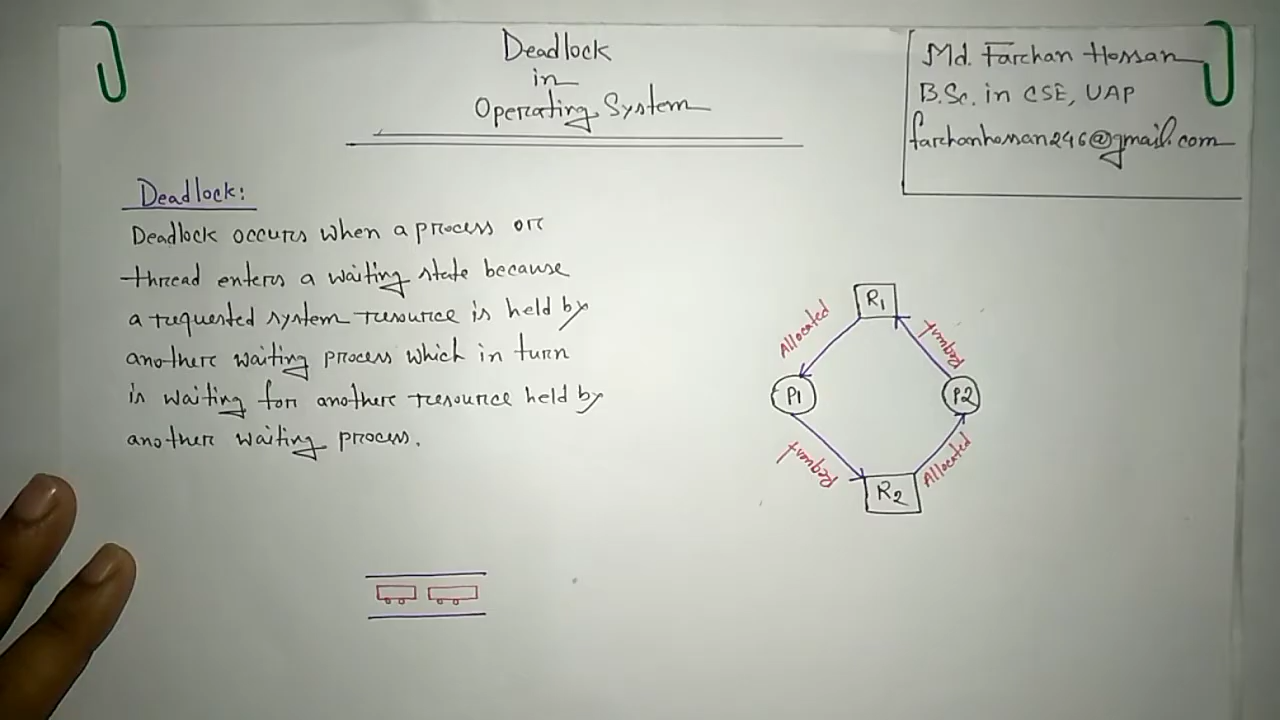 Deadlock
in
Operating System
Md. Farhan Hossan
B.Sc. in CSE, UAP
farhanhossan246@gmail.com
Deadlock:
Deadlock occurs when a process or
thread enters a waiting state because
a requested system resource is held by
another waiting process which in turn
is waiting for another resource held by
another waiting process.
R1
Allocated
Request
P1
P2
Request
Allocated
R2